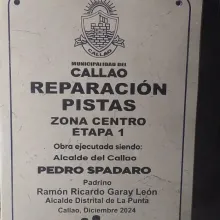 CALLAO
MUNICIPALIDAD DEL
CALLAO
REPARACIÓN
PISTAS
ZONA CENTRO
ETAPA 1
Obra ejecutada siendo:
Alcalde del Callao
PEDRO SPADARO
Padrino
Ramón Ricardo Garay León
Alcalde Distrital de La Punta
Callao, Diciembre 2024